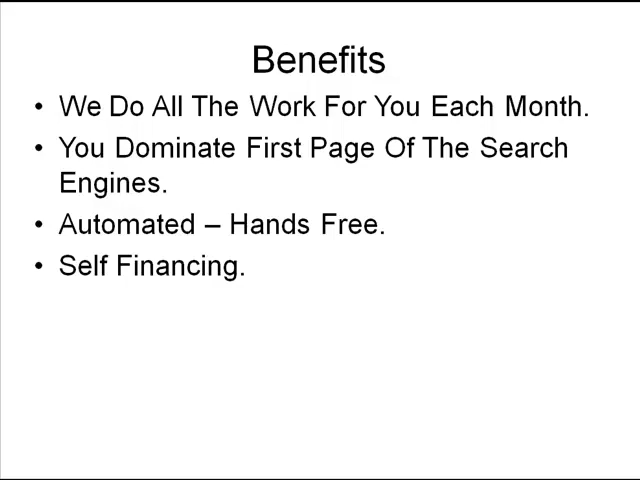 Benefits
• We Do All The Work For You Each Month.
• You Dominate First Page Of The Search
Engines.
• Automated – Hands Free.
• Self Financing.